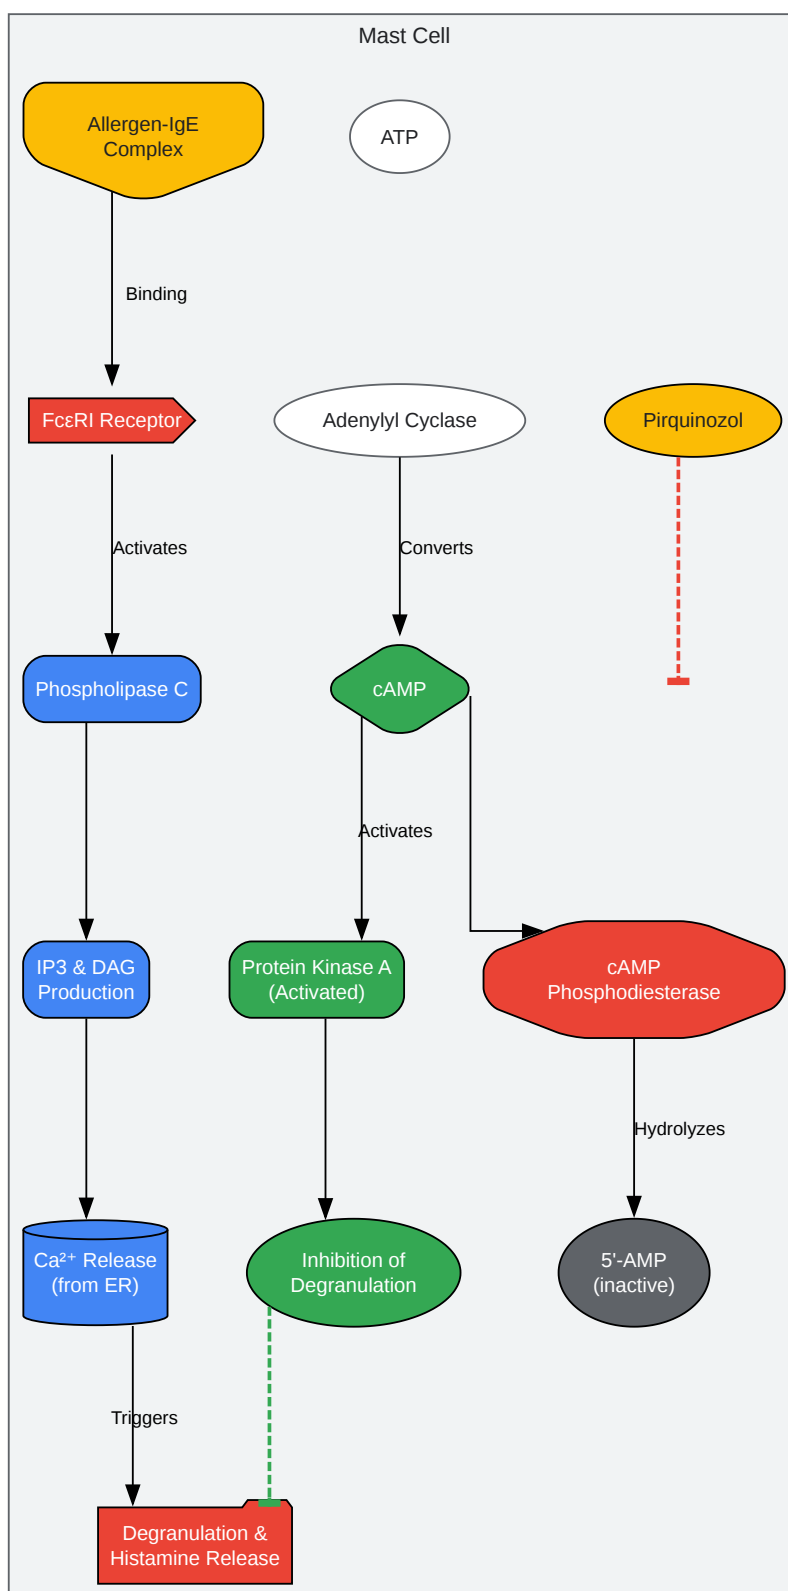 Mast Cell
Allergen-IgE
Complex
ATP
Binding
FcεRI Receptor
Adenylyl Cyclase
Pirquinozol
Activates
Converts
Phospholipase C
cAMP
Activates
IP3 & DAG
Production
Protein Kinase A
(Activated)
cAMP
Phosphodiesterase
Hydrolyzes
Ca²⁺ Release
(from ER)
Inhibition of
Degranulation
5'-AMP
(inactive)
Triggers
Degranulation &
Histamine Release